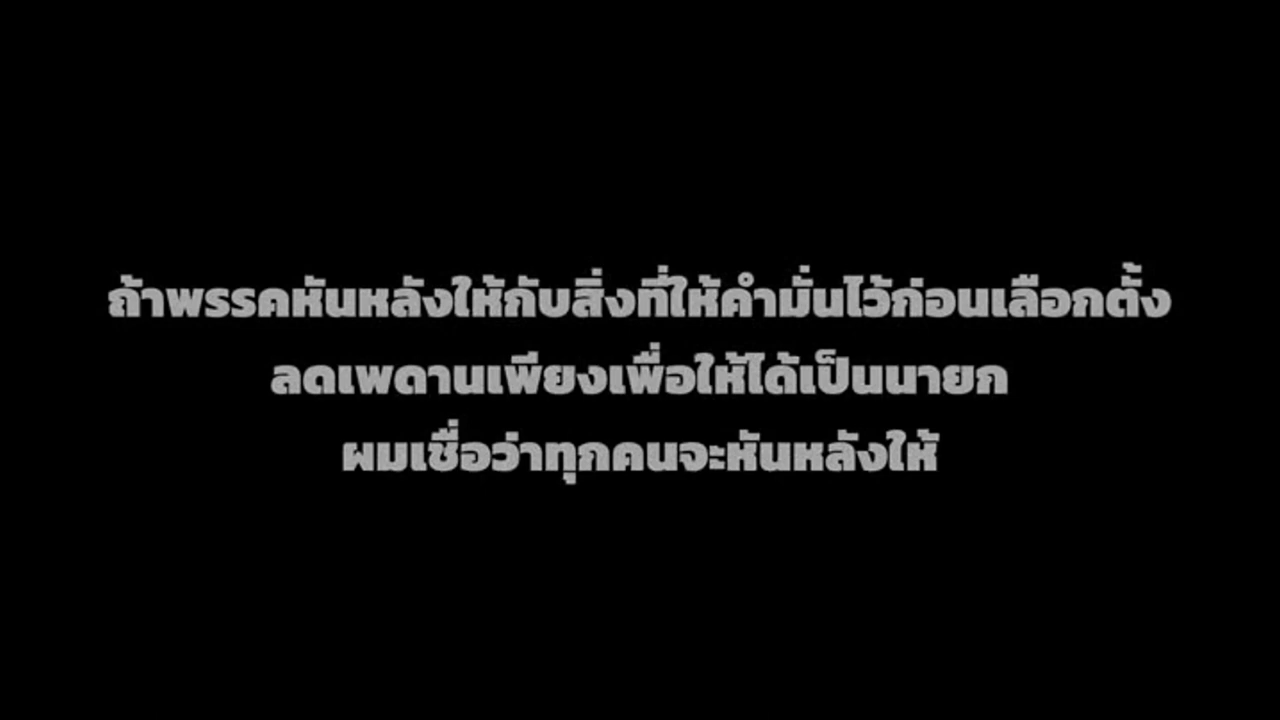 ถ้าพรรคหันหลังให้กับสิ่งที่ให้คำมั่นไว้ก่อนเลือกตั้ง
ลดเพดานเพียงเพื่อให้ได้เป็นนายก
ผมเชื่อว่าทุกคนจะหันหลังให้